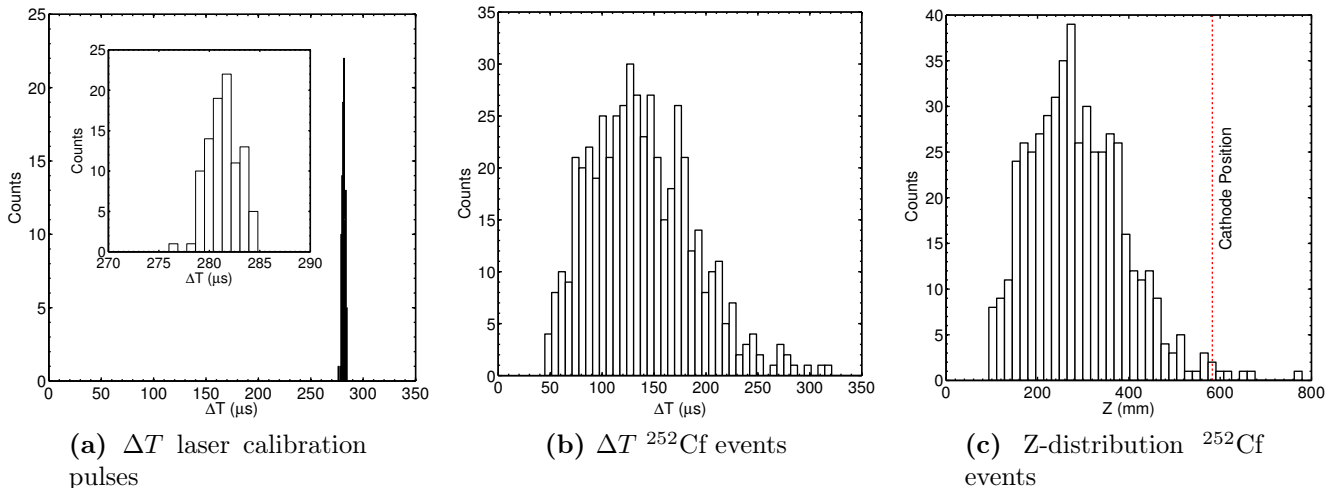 25
20
15
10
5
0
Counts
0 50 100 150 200 250 300 350
ΔT (μs)
25
20
15
10
5
0
Counts
270 275 280 285 290
ΔT (μs)
(a) ΔT laser calibration
pulses
35
30
25
20
15
10
5
0
Counts
0 50 100 150 200 250 300 350
ΔT (μs)
(b) ΔT ²⁵²Cf events
40
35
30
25
20
15
10
5
0
Counts
Cathode Position
0 200 400 600 800
Z (mm)
(c) Z-distribution ²⁵²Cf
events